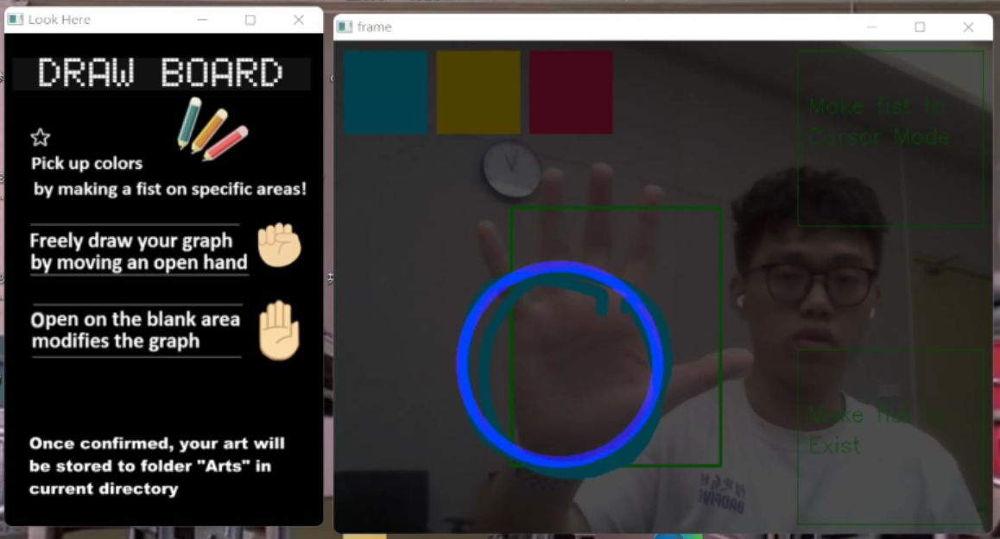 Look Here
DRAW BOARD
Pick up colors
by making a fist on specific areas!
Freely draw your graph
by moving an open hand
Open on the blank area
modifies the graph
Once confirmed, your art will
be stored to folder "Arts" in
current directory
frame
Make fist to
Cursor Mode
Make fist to
Exist